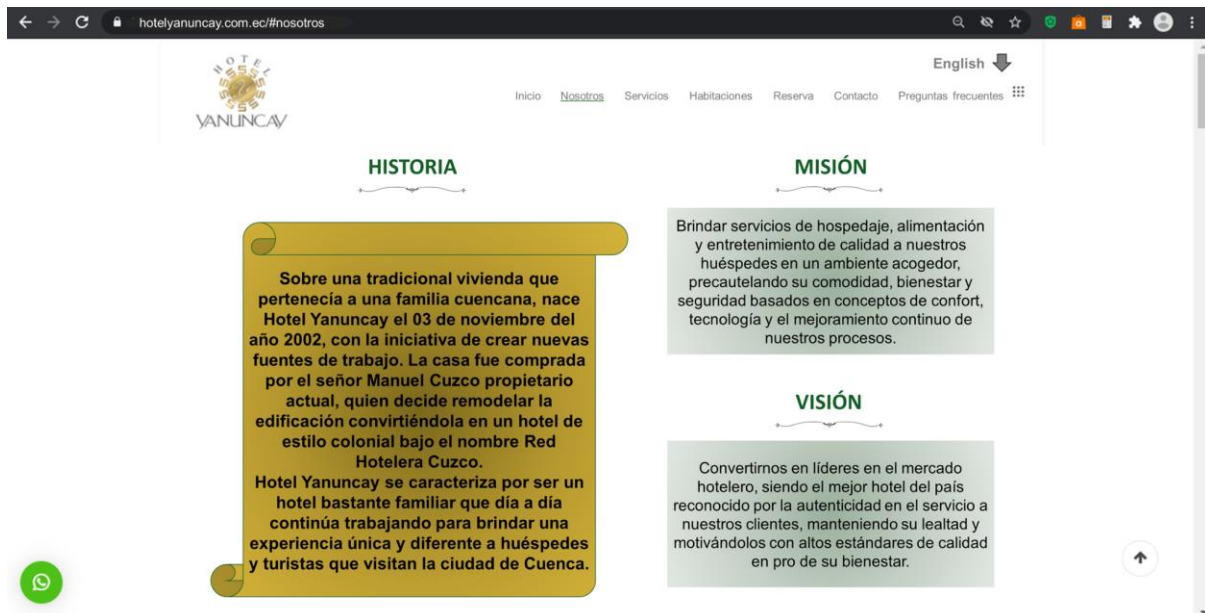 hotelyanuncay.com.ec/#nosotros
HOTEL
YANUNCAY
English
Inicio Nosotros Servicios Habitaciones Reserva Contacto Preguntas frecuentes
HISTORIA
Sobre una tradicional vivienda que
pertenecía a una familia cuencana, nace
Hotel Yanuncay el 03 de noviembre del
año 2002, con la iniciativa de crear nuevas
fuentes de trabajo. La casa fue comprada
por el señor Manuel Cuzco propietario
actual, quien decide remodelar la
edificación convirtiéndola en un hotel de
estilo colonial bajo el nombre Red
Hotelera Cuzco.
Hotel Yanuncay se caracteriza por ser un
hotel bastante familiar que día a día
continúa trabajando para brindar una
experiencia única y diferente a huéspedes
y turistas que visitan la ciudad de Cuenca.
MISIÓN
Brindar servicios de hospedaje, alimentación
y entretenimiento de calidad a nuestros
huéspedes en un ambiente acogedor,
precautelando su comodidad, bienestar y
seguridad basados en conceptos de confort,
tecnología y el mejoramiento continuo de
nuestros procesos.
VISIÓN
Convertirnos en líderes en el mercado
hotelero, siendo el mejor hotel del país
reconocido por la autenticidad en el servicio a
nuestros clientes, manteniendo su lealtad y
motivándolos con altos estándares de calidad
en pro de su bienestar.